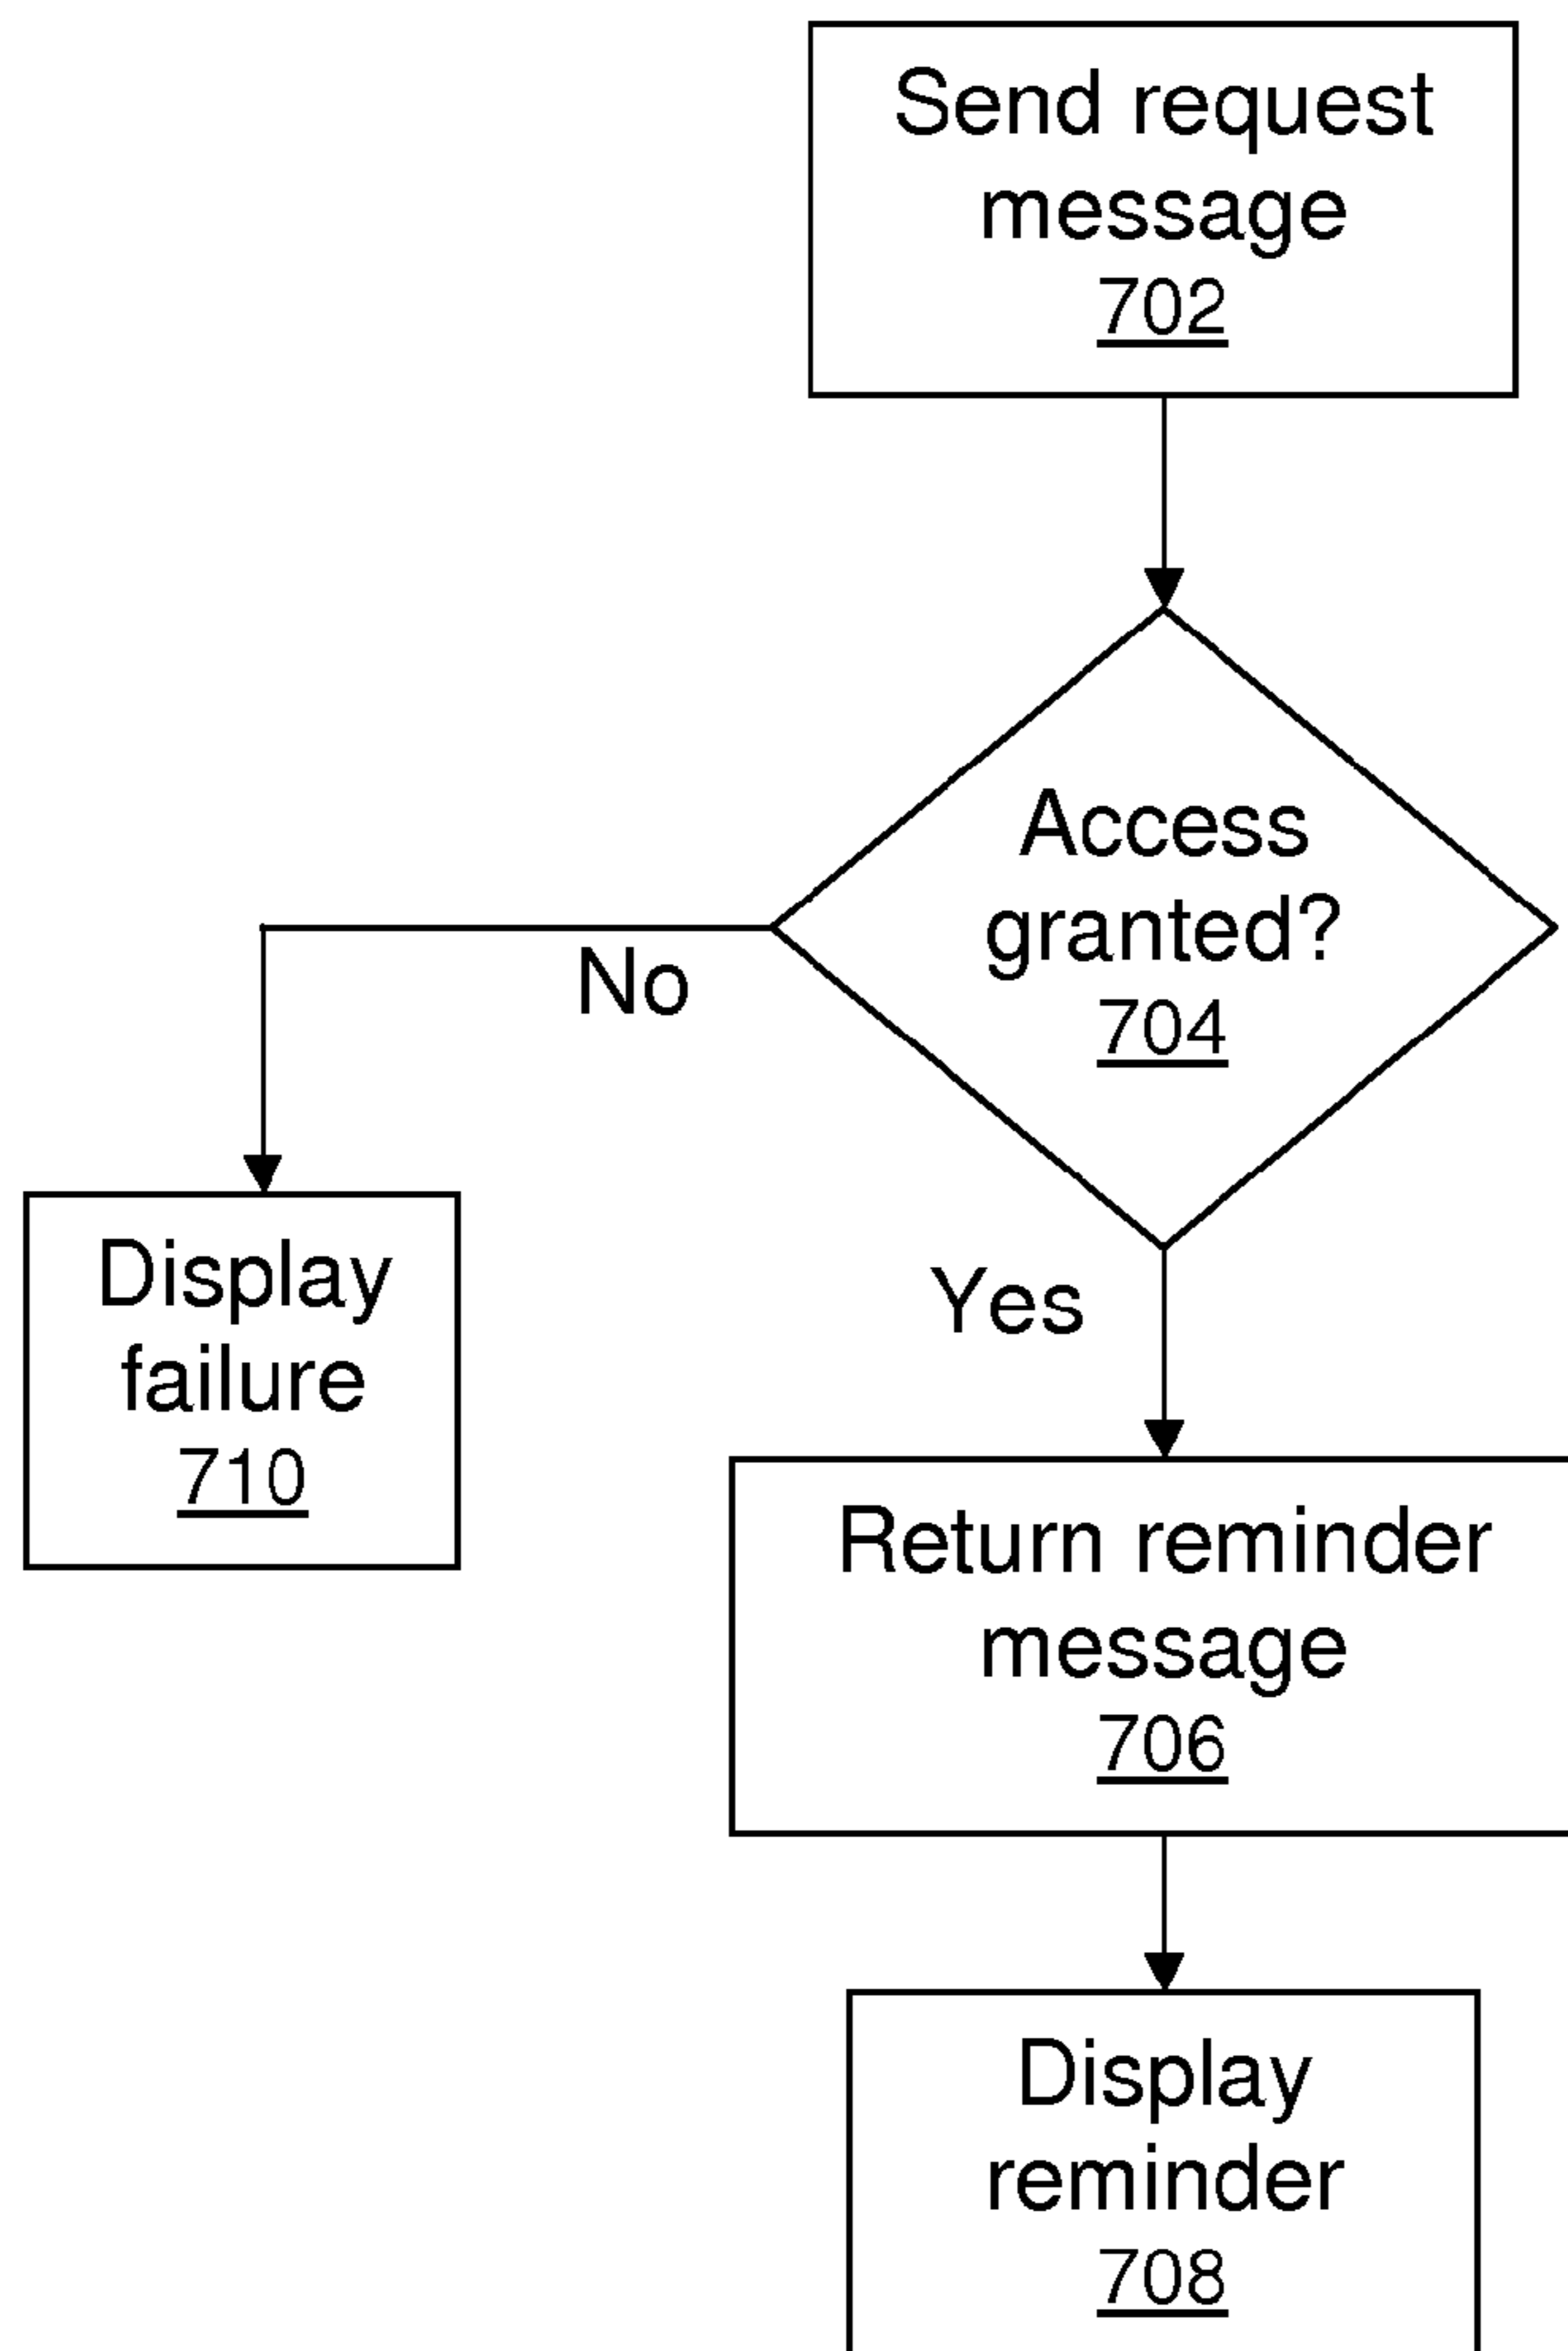 Send request
message
702
Access
granted?
704
No
Yes
Display
failure
710
Return reminder
message
706
Display
reminder
708